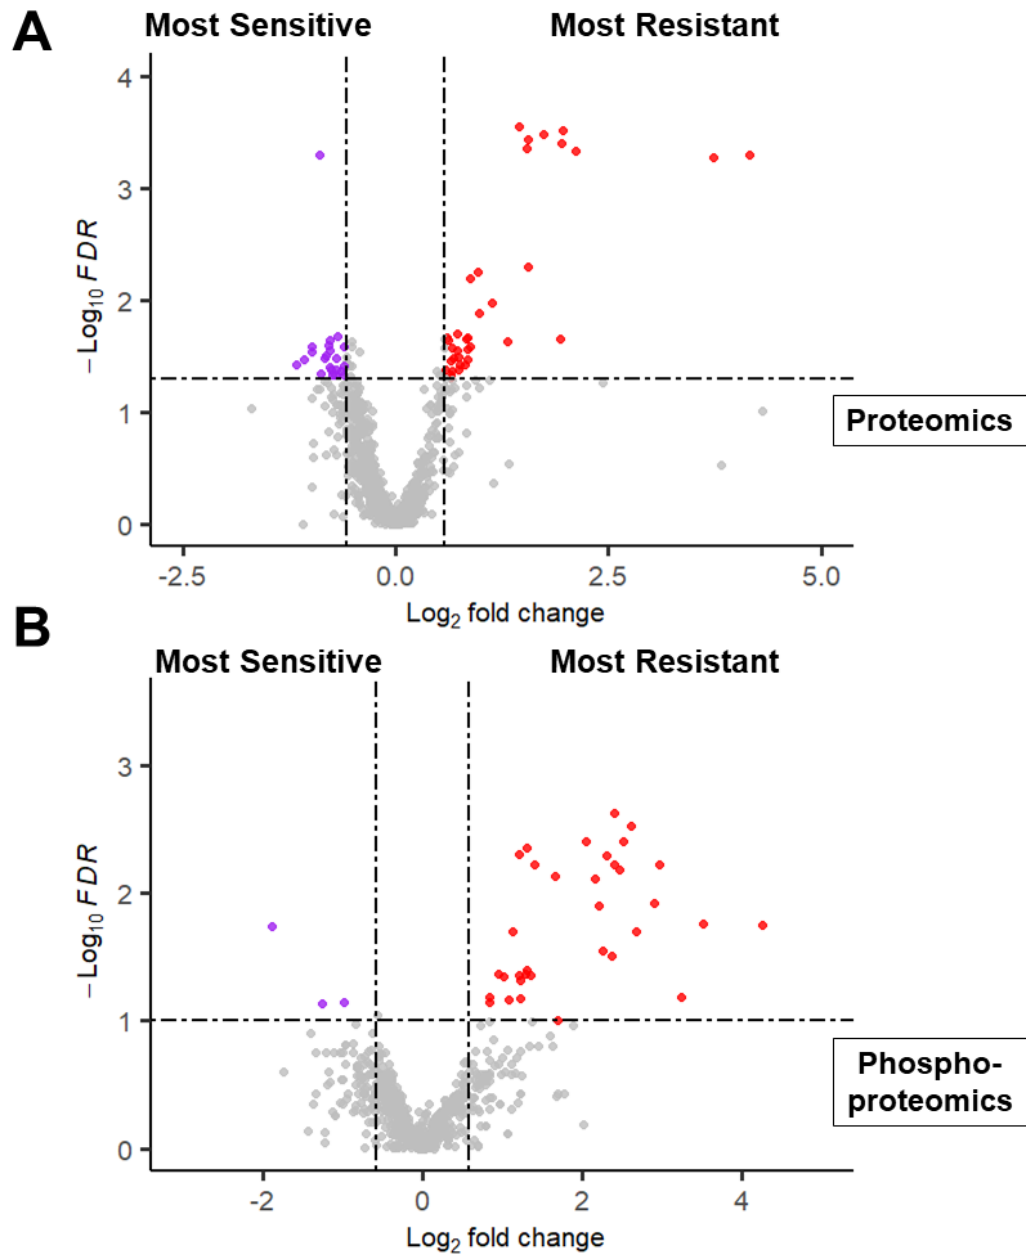 A
Most Sensitive Most Resistant
4
3
2
1
0
−Log10 FDR
Proteomics
-2.5 0.0 2.5 5.0
Log2 fold change
B
Most Sensitive Most Resistant
3
2
1
0
−Log10 FDR
Phospho-
proteomics
-2 0 2 4
Log2 fold change